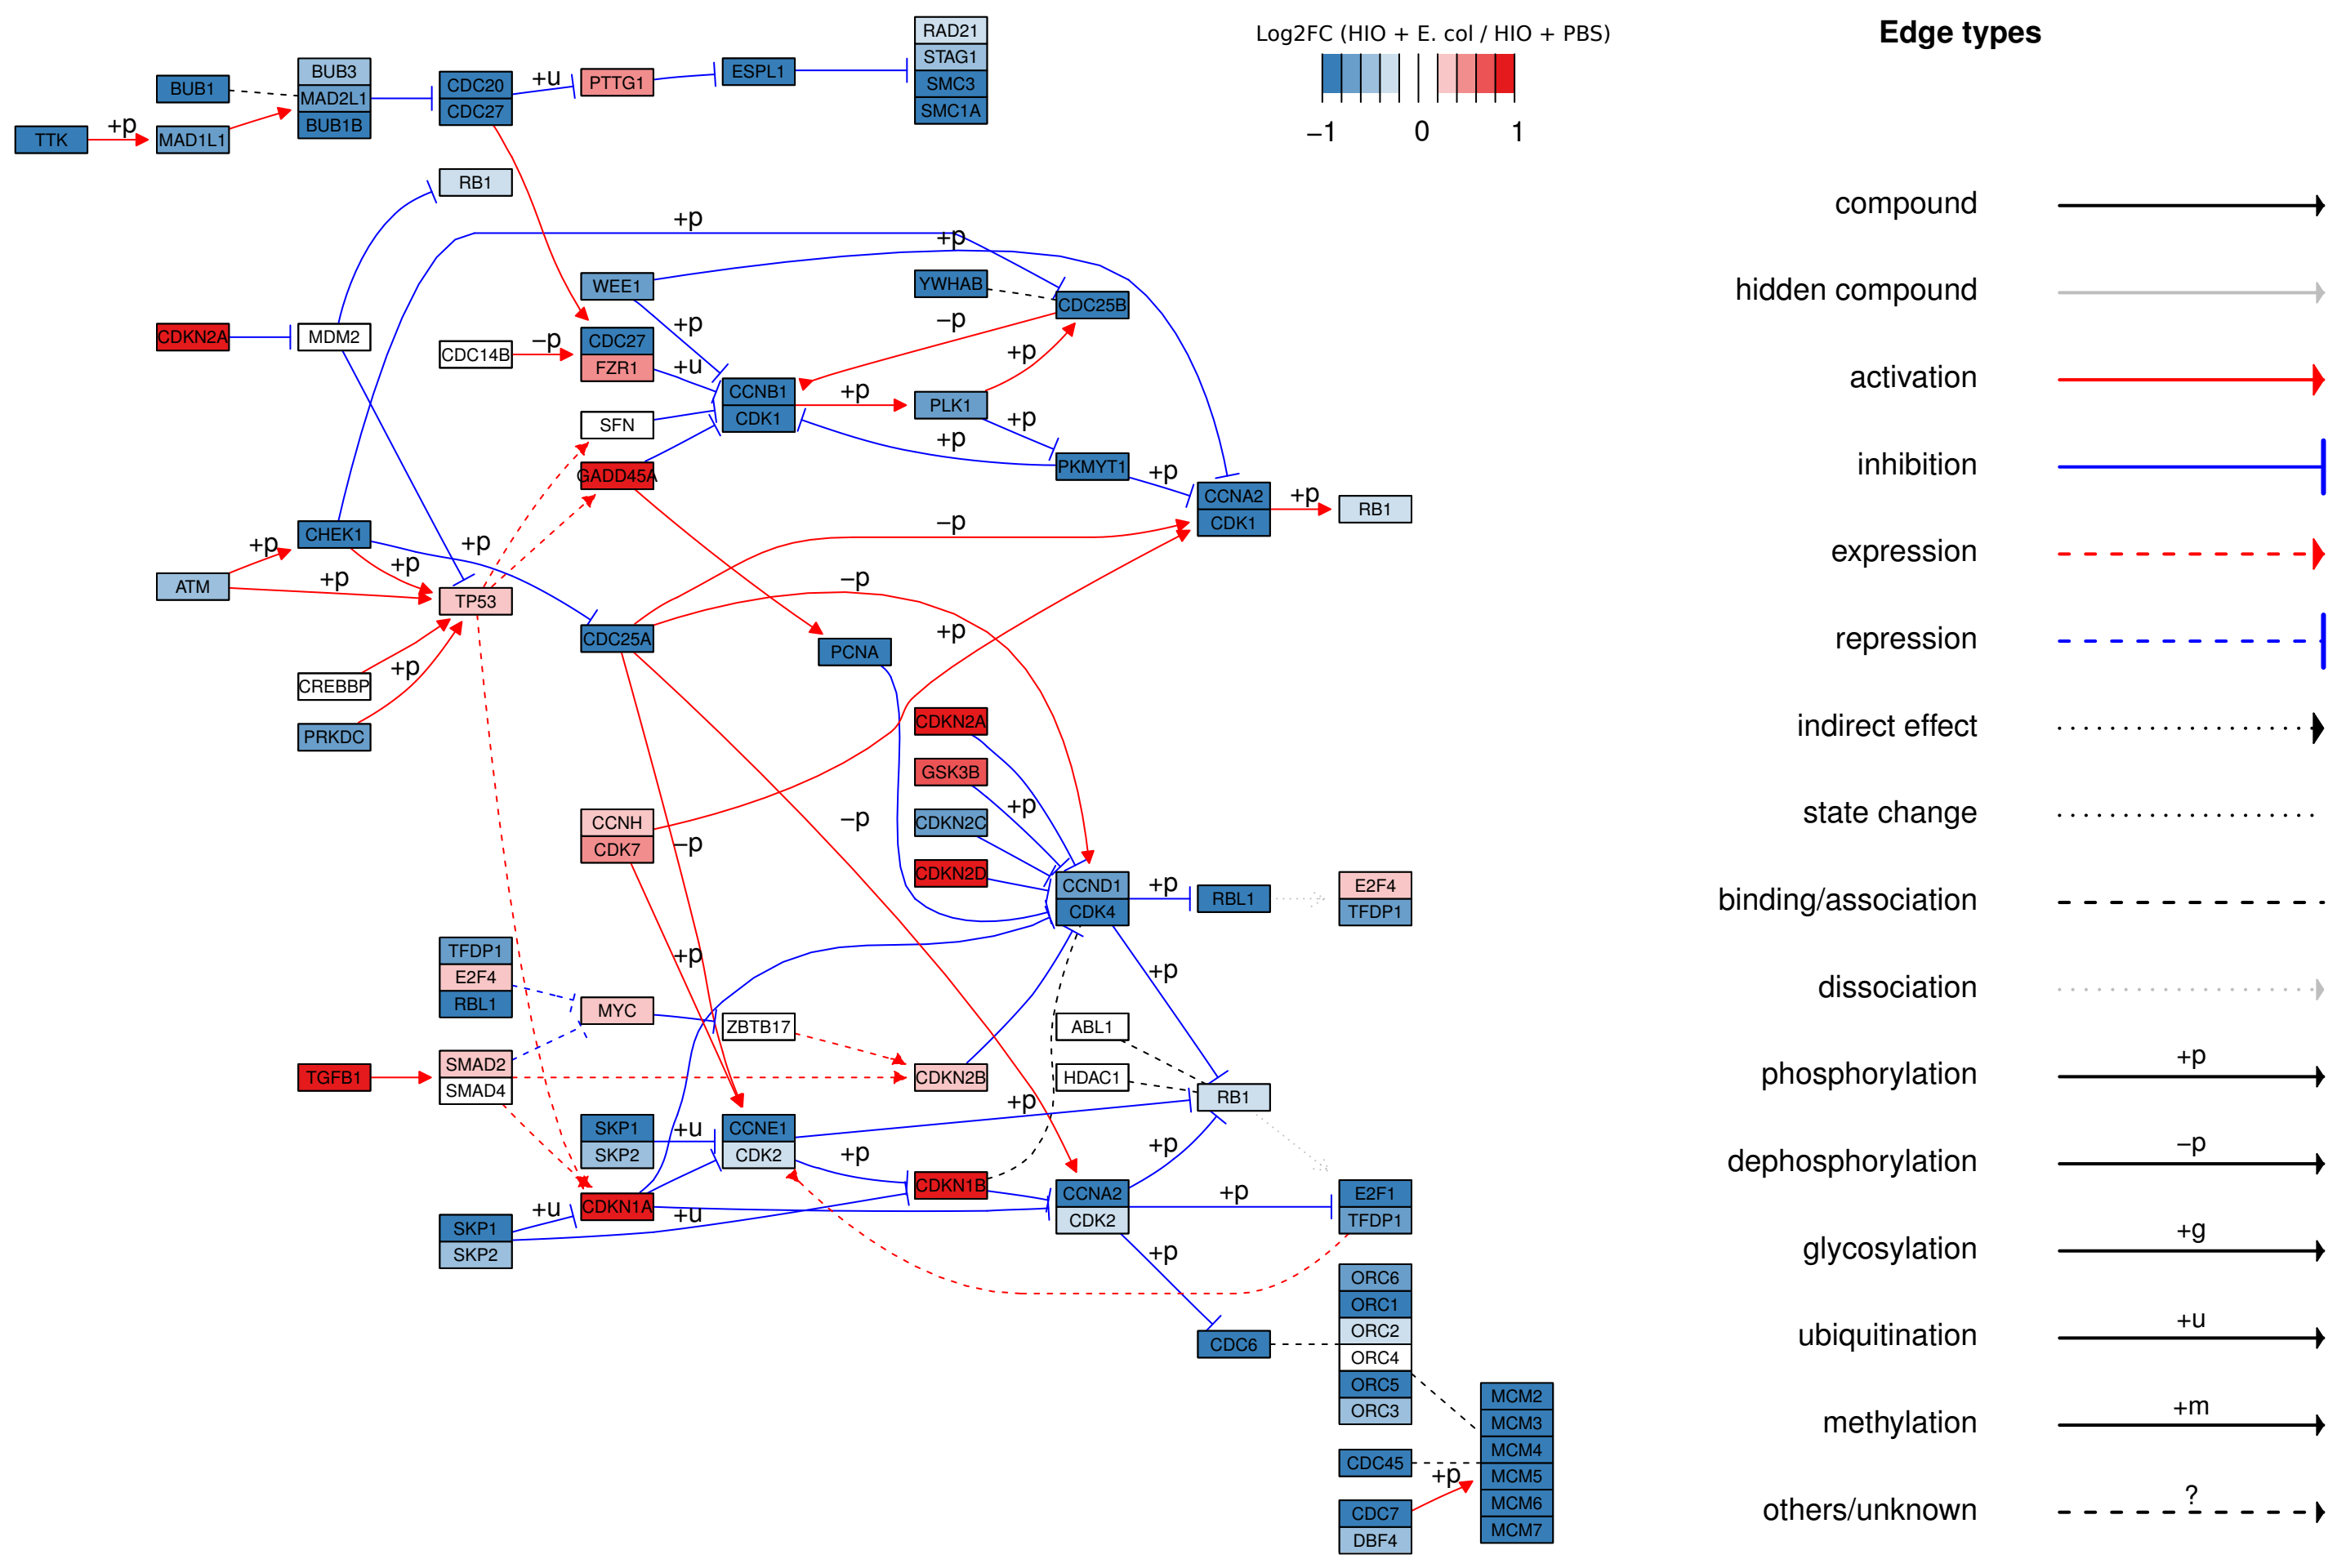 Log2FC (HIO + E. col / HIO + PBS)
−1 0 1
Edge types
compound
hidden compound
activation
inhibition
expression
repression
indirect effect
state change
binding/association
dissociation
phosphorylation +p
dephosphorylation −p
glycosylation +g
ubiquitination +u
methylation +m
others/unknown ?
RAD21
STAG1
SMC3
SMC1A
ESPL1
PTTG1
+u
CDC20
CDC27
BUB3
MAD2L1
BUB1B
BUB1
MAD1L1
+p
TTK
RB1
+p
+p
WEE1
YWHAB
CDC25B
CDKN2A
MDM2
CDC14B
−p
CDC27
FZR1
+p
+u
−p
+p
SFN
GADD45A
CCNB1
CDK1
+p
PLK1
+p
+p
PKMYT1
+p
CCNA2
CDK1
+p
RB1
CHEK1
ATM
+p
+p
+p
+p
TP53
CREBBP
+p
PRKDC
CDC25A
−p
−p
+p
PCNA
CDKN2A
GSK3B
+p
CDKN2C
CDKN2D
CCNH
CDK7
−p
−p
+p
CCND1
CDK4
+p
RBL1
E2F4
TFDP1
+p
TFDP1
E2F4
RBL1
MYC
ZBTB17
ABL1
HDAC1
RB1
TGFB1
SMAD2
SMAD4
CDKN2B
+p
SKP1
SKP2
+u
CCNE1
CDK2
+p
+p
CDKN1A
CDKN1B
CCNA2
CDK2
+p
E2F1
TFDP1
SKP1
SKP2
+u
+u
+p
CDC6
ORC6
ORC1
ORC2
ORC4
ORC5
ORC3
CDC45
+p
CDC7
DBF4
MCM2
MCM3
MCM4
MCM5
MCM6
MCM7